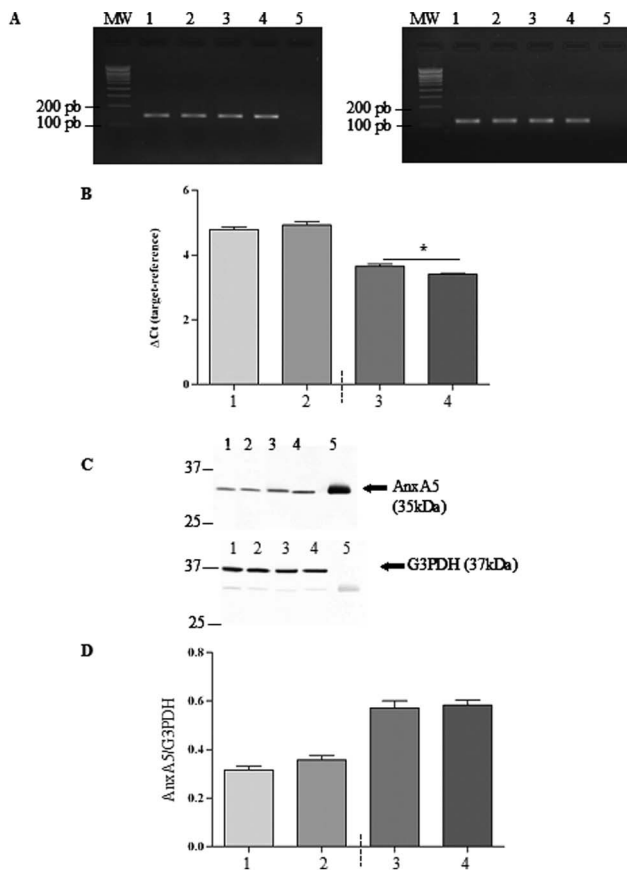 A
MW 1 2 3 4 5
200 pb
100 pb
MW 1 2 3 4 5
200 pb
100 pb
B
ΔCt (target-reference)
6
4
2
0
*
1 2 3 4
C
1 2 3 4 5
37
25
AnxA5
(35kDa)
1 2 3 4 5
37
25
G3PDH (37kDa)
D
AnxA5/G3PDH
0.8
0.6
0.4
0.2
0.0
1 2 3 4